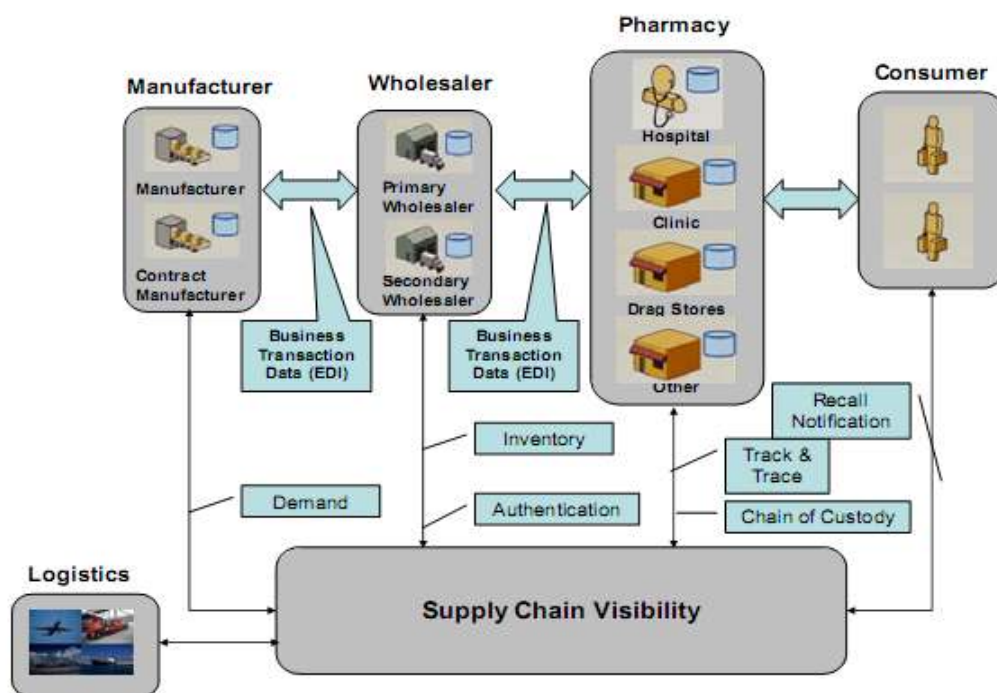 Pharmacy
Manufacturer
Wholesaler
Consumer
Hospital
Manufacturer
Primary
Wholesaler
Clinic
Contract
Manufacturer
Secondary
Wholesaler
Drag Stores
Business
Transaction
Data (EDI)
Business
Transaction
Data (EDI)
Other
Recall
Notification
Inventory
Track &
Trace
Demand
Authentication
Chain of Custody
Logistics
Supply Chain Visibility